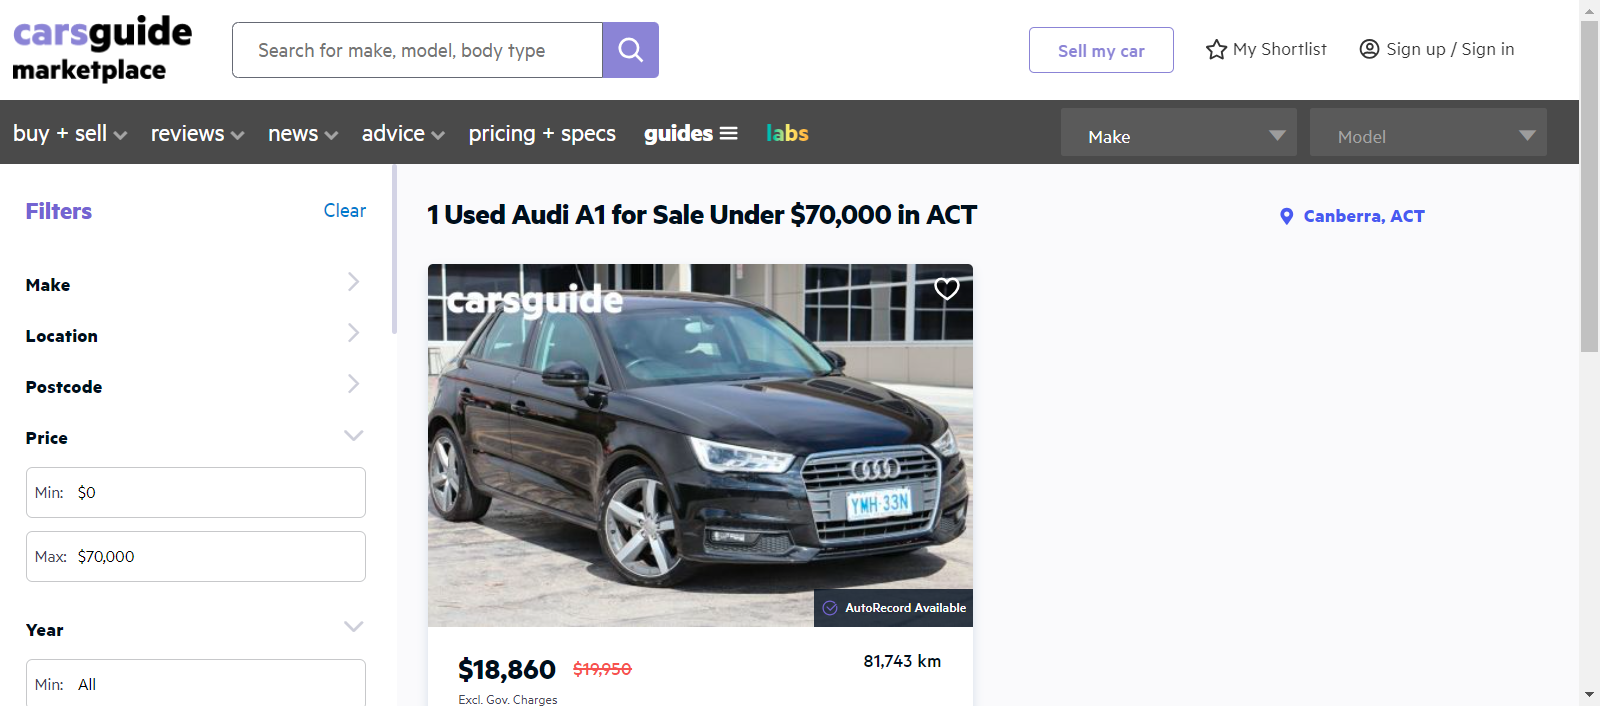 carsguide
marketplace
Search for make, model, body type
Sell my car
My Shortlist
Sign up / Sign in
buy + sell
reviews
news
advice
pricing + specs
guides
labs
Make
Model
Filters
Clear
Make
Location
Postcode
Price
Min: $0
Max: $70,000
Year
Min: All
1 Used Audi A1 for Sale Under $70,000 in ACT
Canberra, ACT
carsguide
YMH·33N
AutoRecord Available
$18,860 $19,950
81,743 km
Excl. Gov. Charges